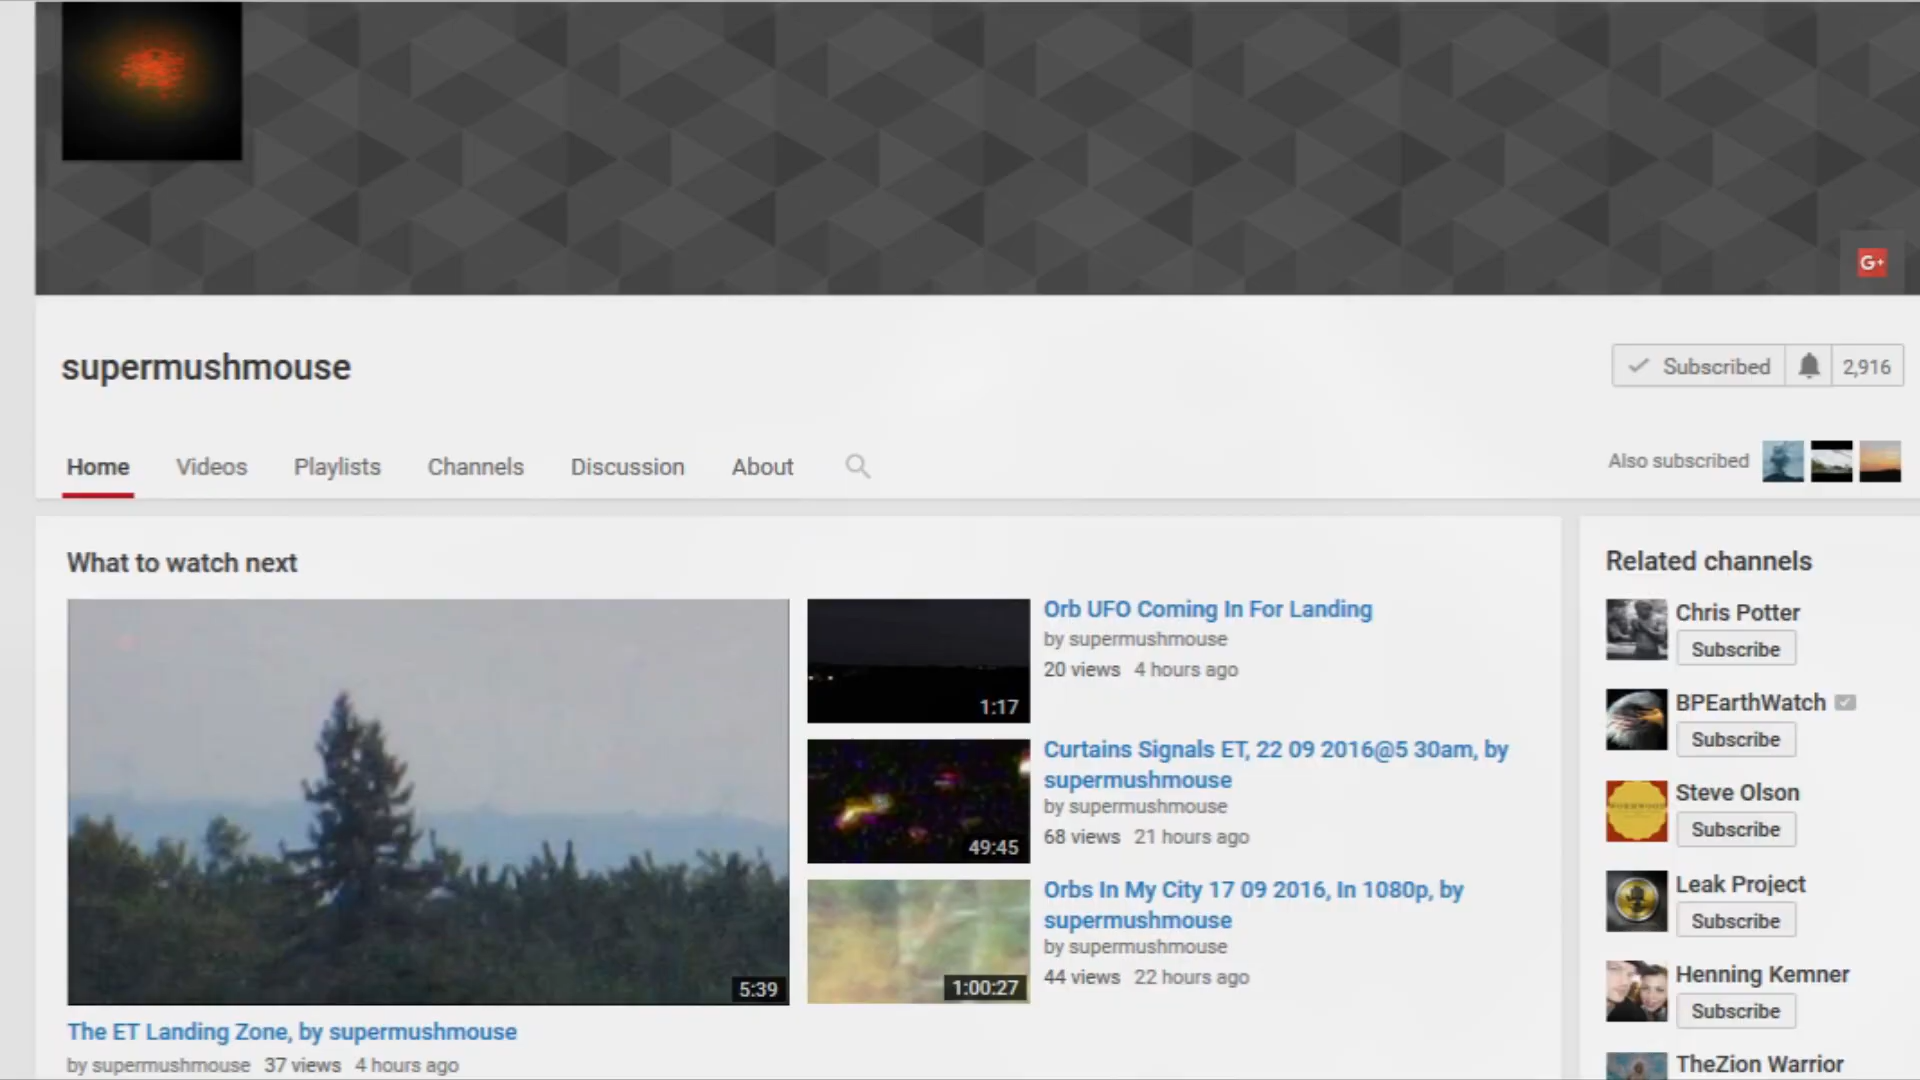 G+
supermushmouse
Subscribed 2,916
Home Videos Playlists Channels Discussion About
Also subscribed
What to watch next
Related channels
5:39
The ET Landing Zone, by supermushmouse
by supermushmouse 37 views 4 hours ago
1:17
Orb UFO Coming In For Landing
by supermushmouse
20 views 4 hours ago
49:45
Curtains Signals ET, 22 09 2016@5 30am, by
supermushmouse
by supermushmouse
68 views 21 hours ago
1:00:27
Orbs In My City 17 09 2016, In 1080p, by
supermushmouse
by supermushmouse
44 views 22 hours ago
Chris Potter
Subscribe
BPEarthWatch
Subscribe
Steve Olson
Subscribe
Leak Project
Subscribe
Henning Kemner
Subscribe
TheZion Warrior